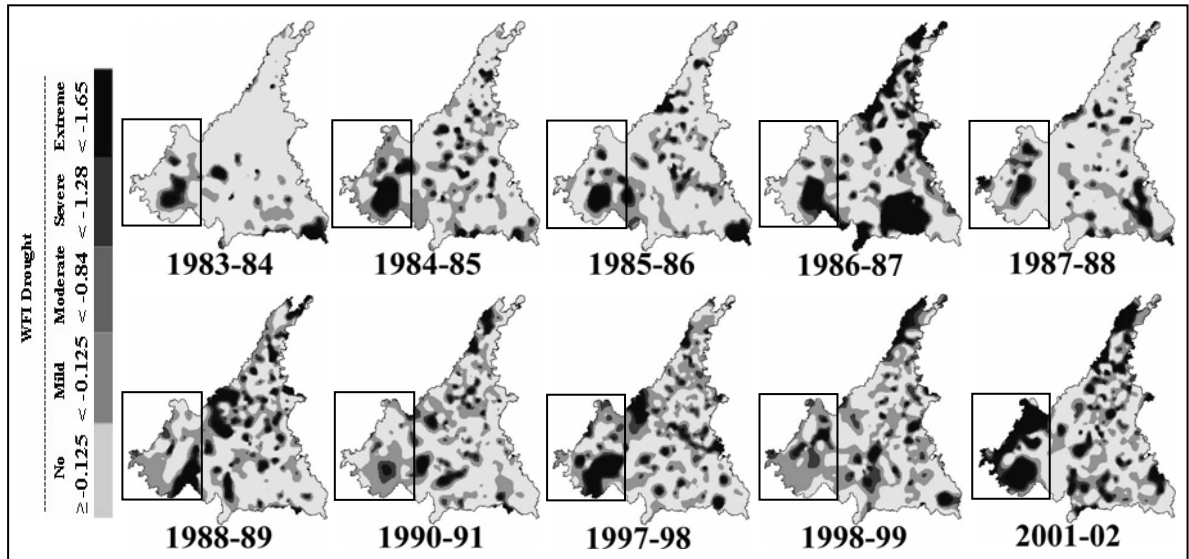 WFI Drought
Extreme
< -1.65
Severe
< -1.28
Moderate
< -0.84
Mild
< -0.125
No
≥-0.125
1983-84
1984-85
1985-86
1986-87
1987-88
1988-89
1990-91
1997-98
1998-99
2001-02